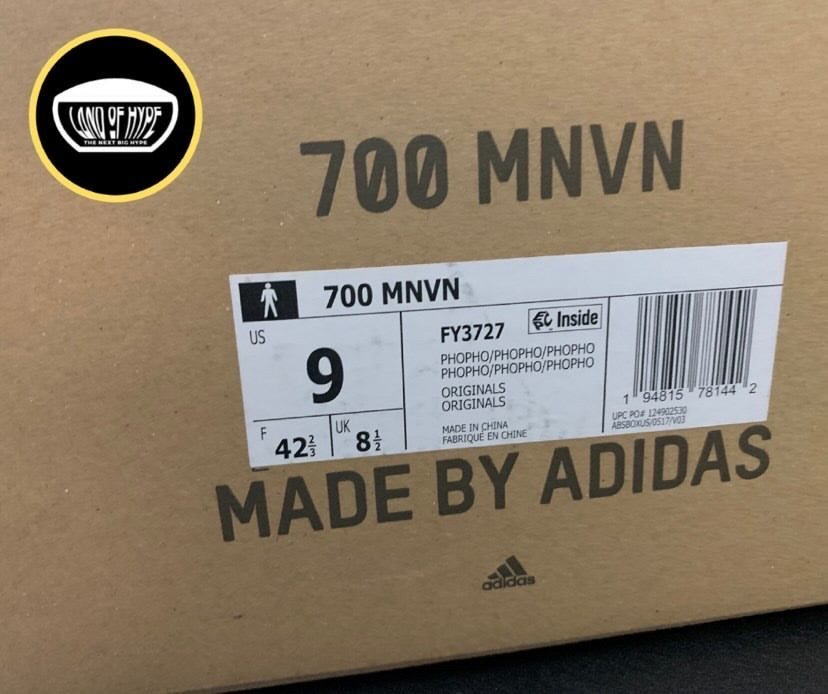 LAND OF HYPE
THE NEXT BIG HYPE
700 MNVN
700 MNVN
US
9
F
42⅔
UK
8½
FY3727
Inside
PHOPHO/PHOPHO/PHOPHO
PHOPHO/PHOPHO/PHOPHO
ORIGINALS
ORIGINALS
MADE IN CHINA
FABRIQUÉ EN CHINE
1 94815 78144 2
UPC PO# 124902530
ABSBOXUS/0517/V03
MADE BY ADIDAS
adidas